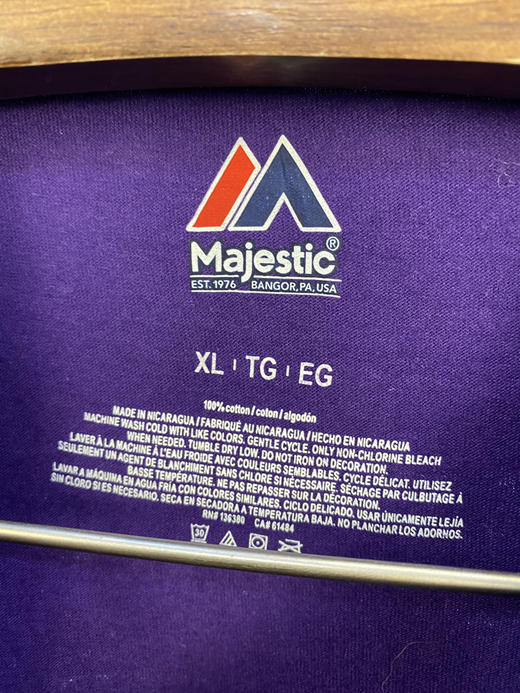 Majestic®
EST. 1976 BANGOR, PA, USA
XL | TG | EG
100% cotton / coton / algodón
MADE IN NICARAGUA / FABRIQUÉ AU NICARAGUA / HECHO EN NICARAGUA
MACHINE WASH COLD WITH LIKE COLORS. GENTLE CYCLE. ONLY NON-CHLORINE BLEACH
WHEN NEEDED. TUMBLE DRY LOW. DO NOT IRON ON DECORATION.
LAVER À LA MACHINE À L'EAU FROIDE AVEC COULEURS SEMBLABLES. CYCLE DÉLICAT. UTILISEZ
SEULEMENT UN AGENT DE BLANCHIMENT SANS CHLORE SI NÉCESSAIRE. SÉCHAGE PAR CULBUTAGE À
BASSE TEMPÉRATURE. NE PAS REPASSER SUR LA DÉCORATION.
LAVAR A MÁQUINA EN AGUA FRÍA CON COLORES SIMILARES. CICLO DELICADO. USAR ÚNICAMENTE LEJÍA
SIN CLORO SI ES NECESARIO. SECA EN SECADORA A TEMPERATURA BAJA. NO PLANCHAR LOS ADORNOS.
RN# 136380 CA# 61484
30